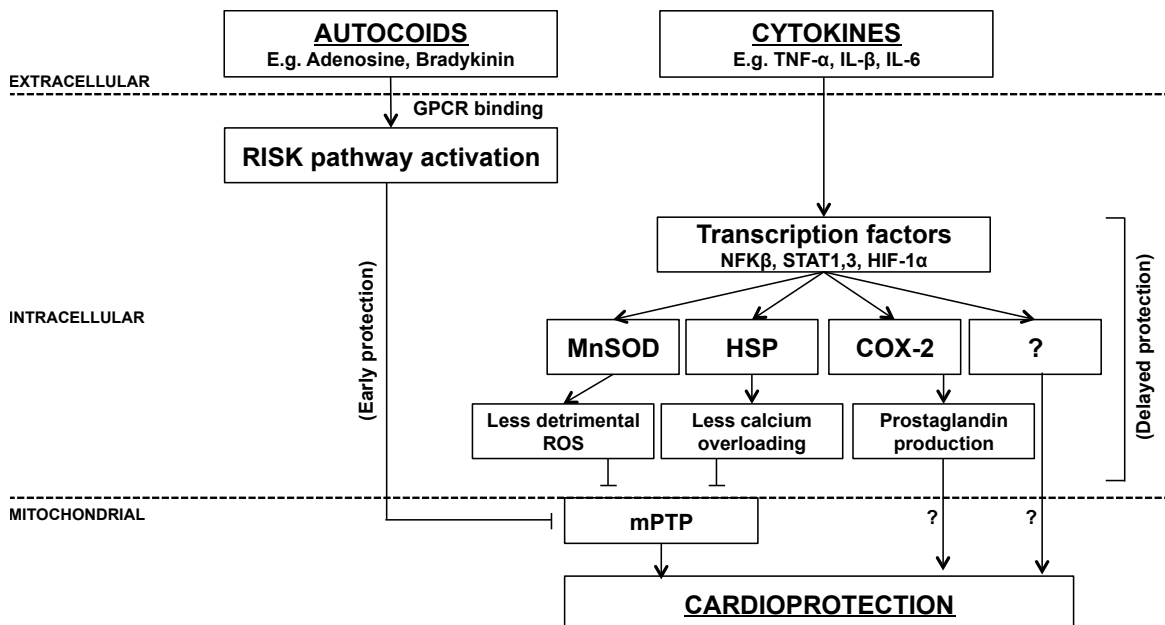 AUTOCOIDS
E.g. Adenosine, Bradykinin
CYTOKINES
E.g. TNF-α, IL-β, IL-6
EXTRACELLULAR
GPCR binding
RISK pathway activation
Transcription factors
NFKβ, STAT1,3, HIF-1α
(Early protection)
(Delayed protection)
INTRACELLULAR
MnSOD
HSP
COX-2
?
Less detrimental
ROS
Less calcium
overloading
Prostaglandin
production
MITOCHONDRIAL
mPTP
?
?
CARDIOPROTECTION